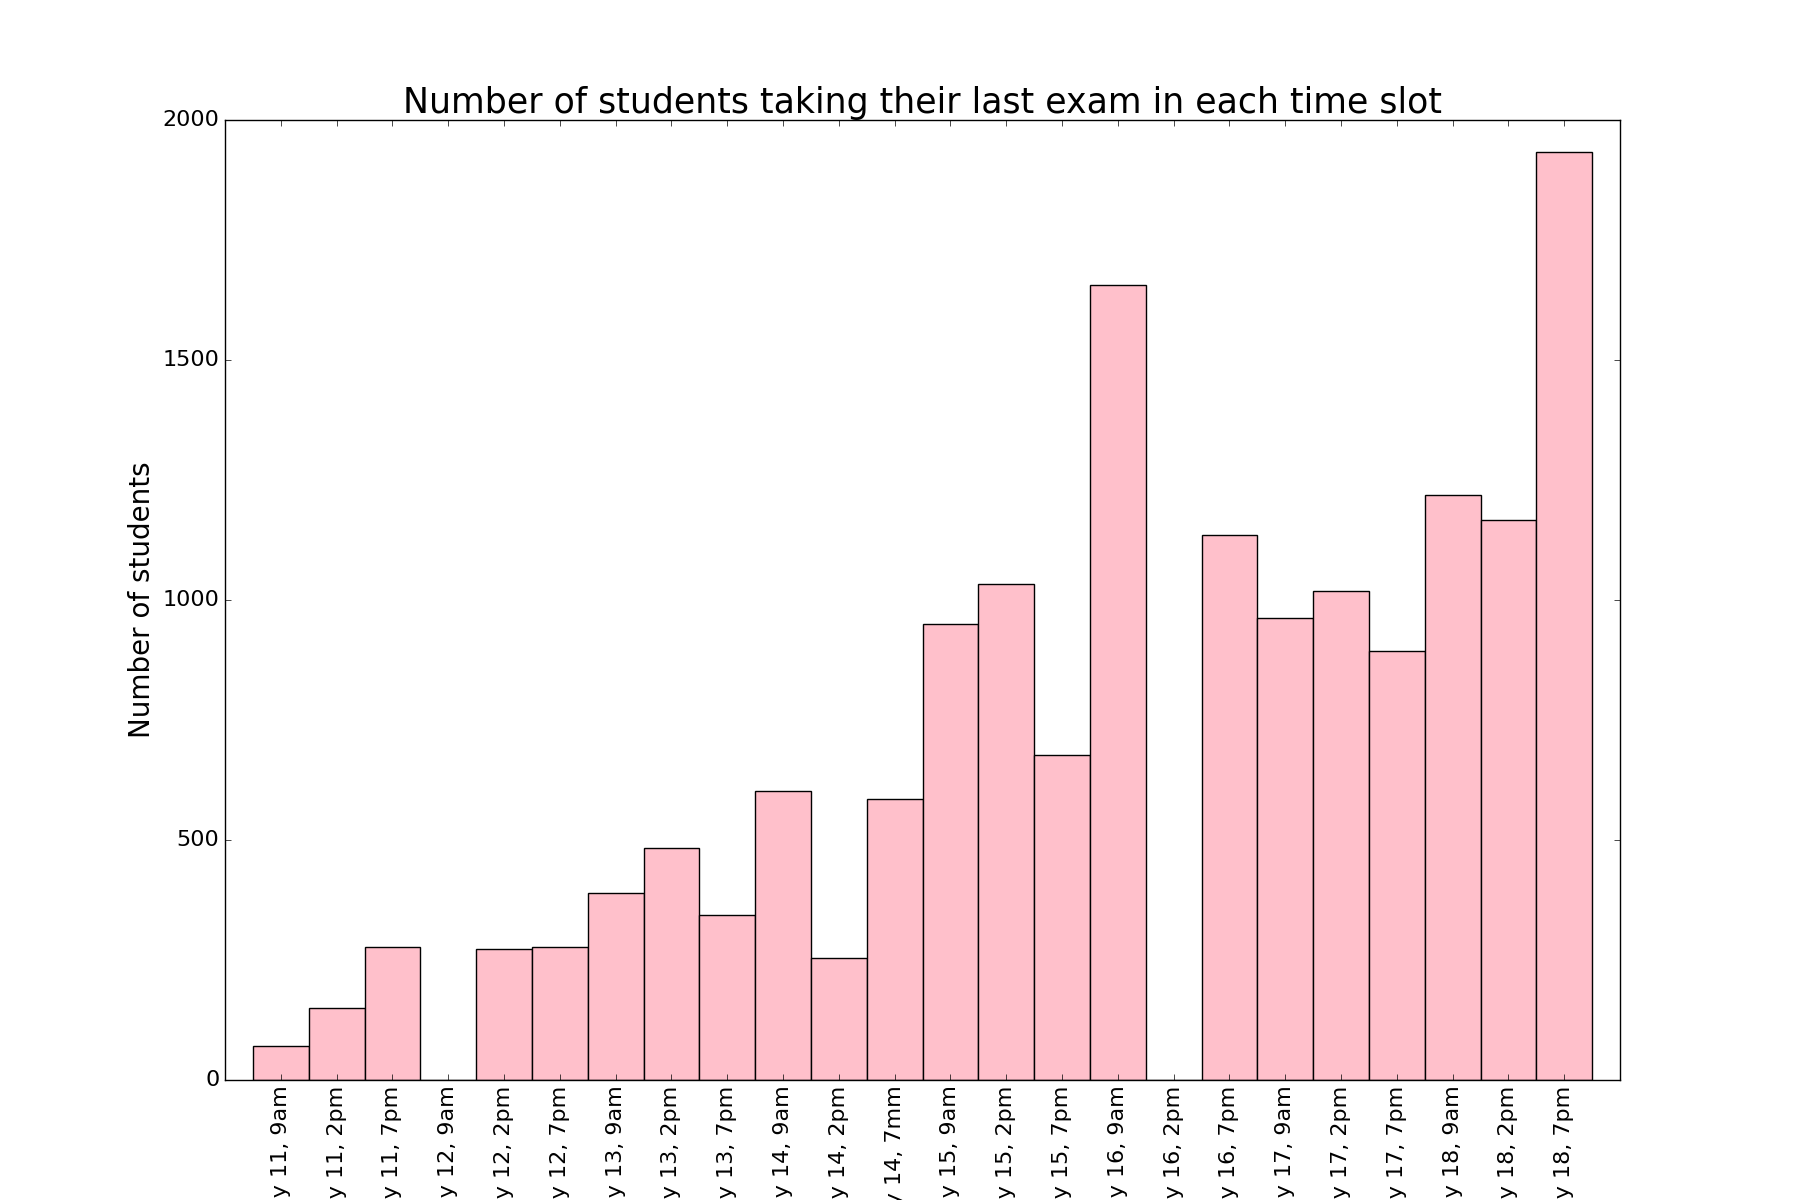 Number of students taking their last exam in each time slot
Number of students
2000
1500
1000
500
0
y 11, 9am
y 11, 2pm
y 11, 7pm
y 12, 9am
y 12, 2pm
y 12, 7pm
y 13, 9am
y 13, 2pm
y 13, 7pm
y 14, 9am
y 14, 2pm
y 14, 7mm
y 15, 9am
y 15, 2pm
y 15, 7pm
y 16, 9am
y 16, 2pm
y 16, 7pm
y 17, 9am
y 17, 2pm
y 17, 7pm
y 18, 9am
y 18, 2pm
y 18, 7pm